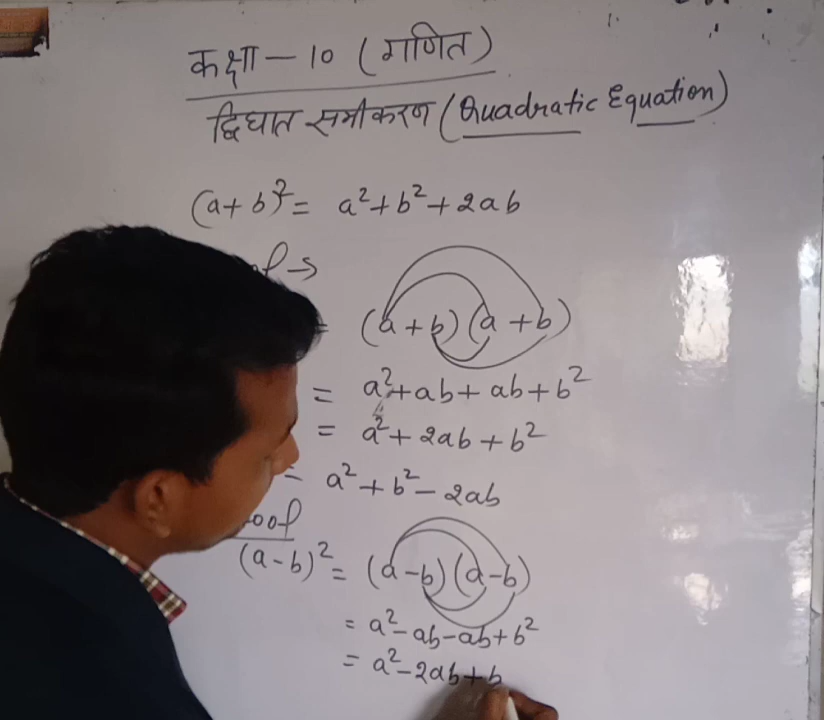 कक्षा - 10 (गणित)
द्विघात समीकरण (Quadratic Equation)
(a+b)²= a²+b²+2ab
= (a+b)(a+b)
= a²+ab+ab+b²
= a²+2ab+b²
= a²+b²-2ab
(a-b)² = (a-b)(a-b)
= a²-ab-ab+b²
= a²-2ab+b